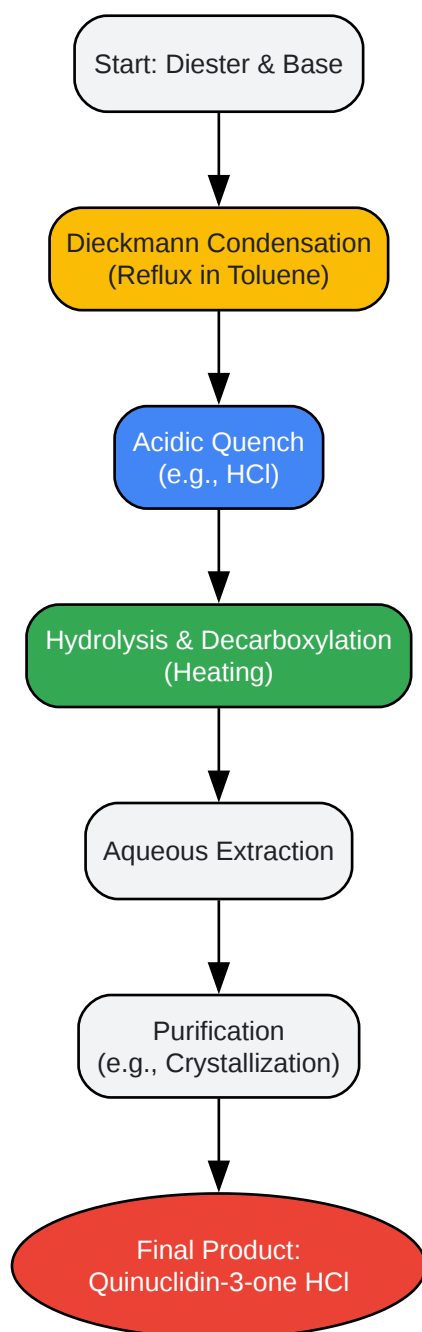 Start: Diester & Base
Dieckmann Condensation
(Reflux in Toluene)
Acidic Quench
(e.g., HCl)
Hydrolysis & Decarboxylation
(Heating)
Aqueous Extraction
Purification
(e.g., Crystallization)
Final Product:
Quinuclidin-3-one HCl